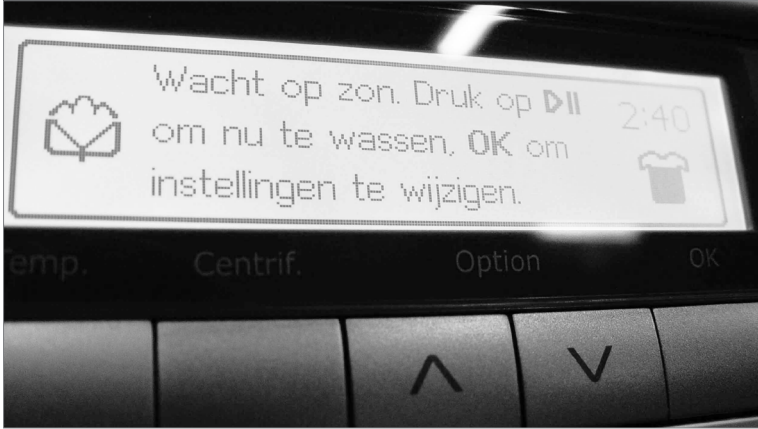 Wacht op zon. Druk op ▷||
om nu te wassen, OK om
instellingen te wijzigen.
2:40
Temp.
Centrif.
Option
OK